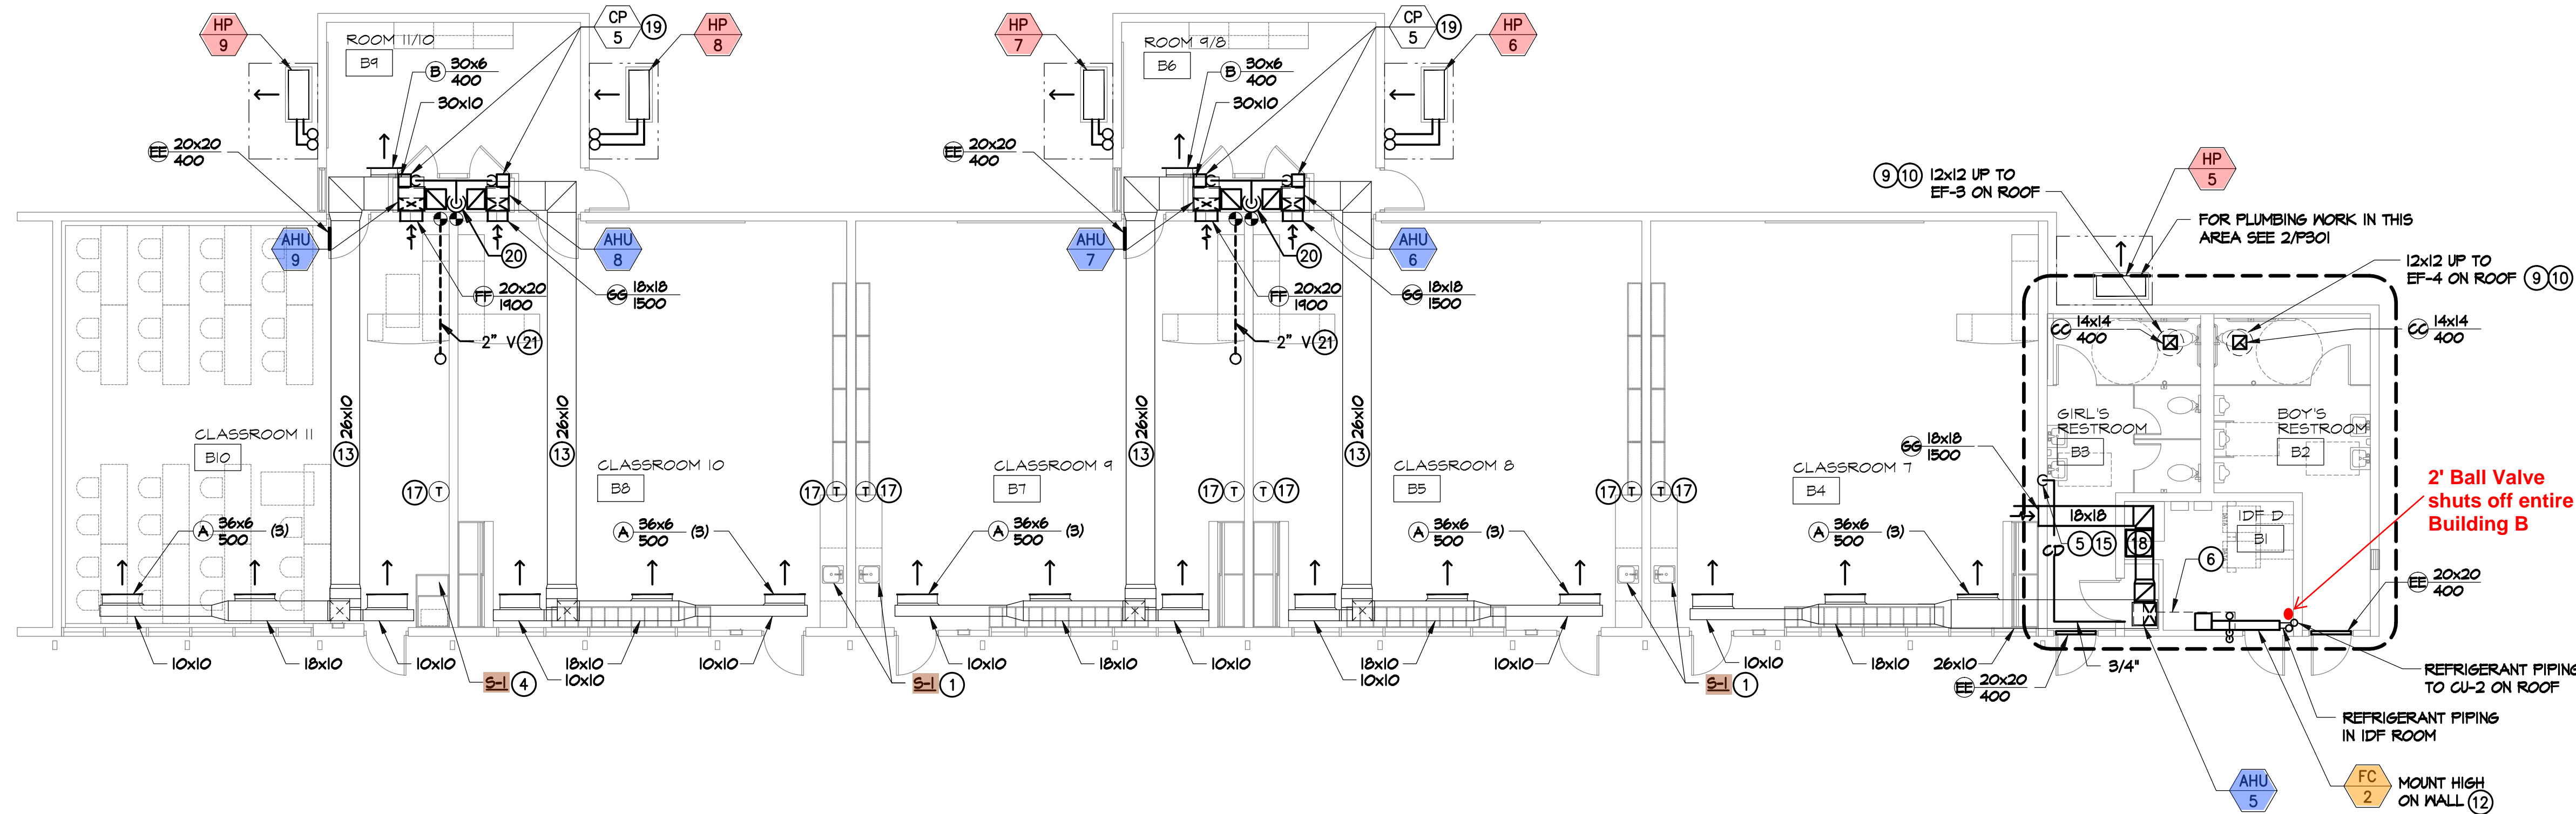 HP
9
ROOM 11/10
B9
B 30x6
400
30x10
CP
5
19
HP
8
HP
7
ROOM 9/8
B6
B 30x6
400
30x10
CP
5
19
HP
6
EE 20x20
400
EE 20x20
400
9 10 12x12 UP TO
EF-3 ON ROOF
HP
5
FOR PLUMBING WORK IN THIS
AREA SEE 2/P301
12x12 UP TO
EF-4 ON ROOF 9 10
AHU
9
AHU
8
20
FF 20x20
1900
GG 18x18
1500
2" V 21
AHU
7
AHU
6
20
FF 20x20
1900
GG 18x18
1500
2" V 21
CC 14x14
400
CC 14x14
400
26x10
13
26x10
13
26x10
13
26x10
13
CLASSROOM 11
B10
CLASSROOM 10
B8
CLASSROOM 9
B7
CLASSROOM 8
B5
CLASSROOM 7
B4
GIRL'S
RESTROOM
B3
BOY'S
RESTROOM
B2
GG 18x18
1500
17 T
17 T
T 17
17 T
T 17
17 T
T 17
2' Ball Valve
shuts off entire
Building B
18x18
IDF D
B1
5 15 18
6
A 36x6 (3)
500
A 36x6 (3)
500
A 36x6 (3)
500
A 36x6 (3)
500
A 36x6 (3)
500
EE 20x20
400
10x10
18x10
10x10
18x10
10x10
10x10
10x10
18x10
10x10
18x10
10x10
10x10
10x10
18x10
26x10
3/4"
EE 20x20
400
S-1 4
S-1 1
S-1 1
REFRIGERANT PIPING
TO CU-2 ON ROOF
REFRIGERANT PIPING
IN IDF ROOM
AHU
5
FC
2
MOUNT HIGH
ON WALL 12